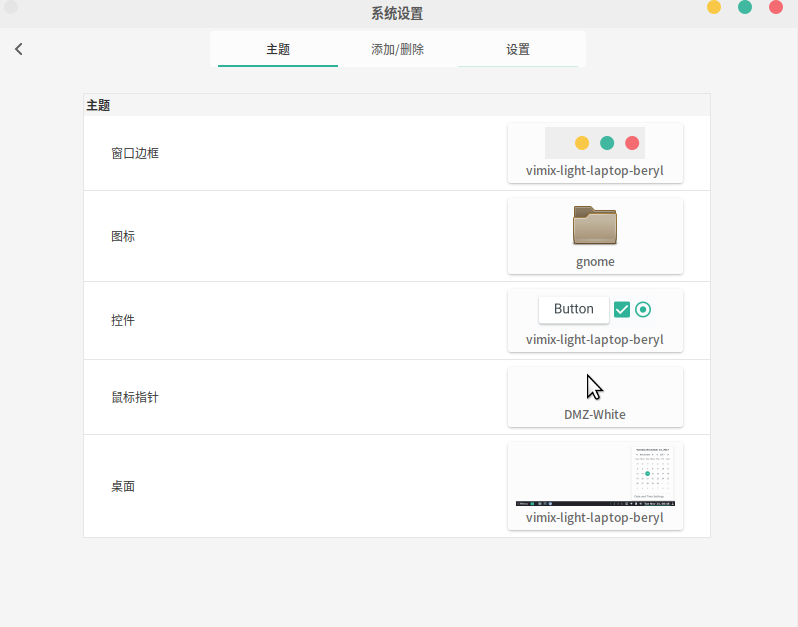 系统设置
主题
添加/删除
设置
主题
窗口边框
vimix-light-laptop-beryl
图标
gnome
控件
Button
vimix-light-laptop-beryl
鼠标指针
DMZ-White
桌面
vimix-light-laptop-beryl